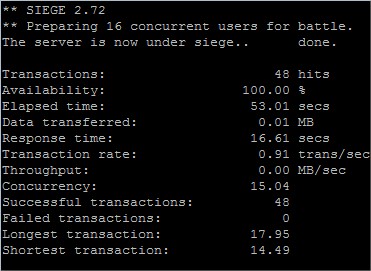 ** SIEGE 2.72
** Preparing 16 concurrent users for battle.
The server is now under siege..      done.
Transactions:                     48 hits
Availability:                 100.00 %
Elapsed time:                  53.01 secs
Data transferred:               0.01 MB
Response time:                 16.61 secs
Transaction rate:               0.91 trans/sec
Throughput:                     0.00 MB/sec
Concurrency:                   15.04
Successful transactions:          48
Failed transactions:               0
Longest transaction:           17.95
Shortest transaction:          14.49